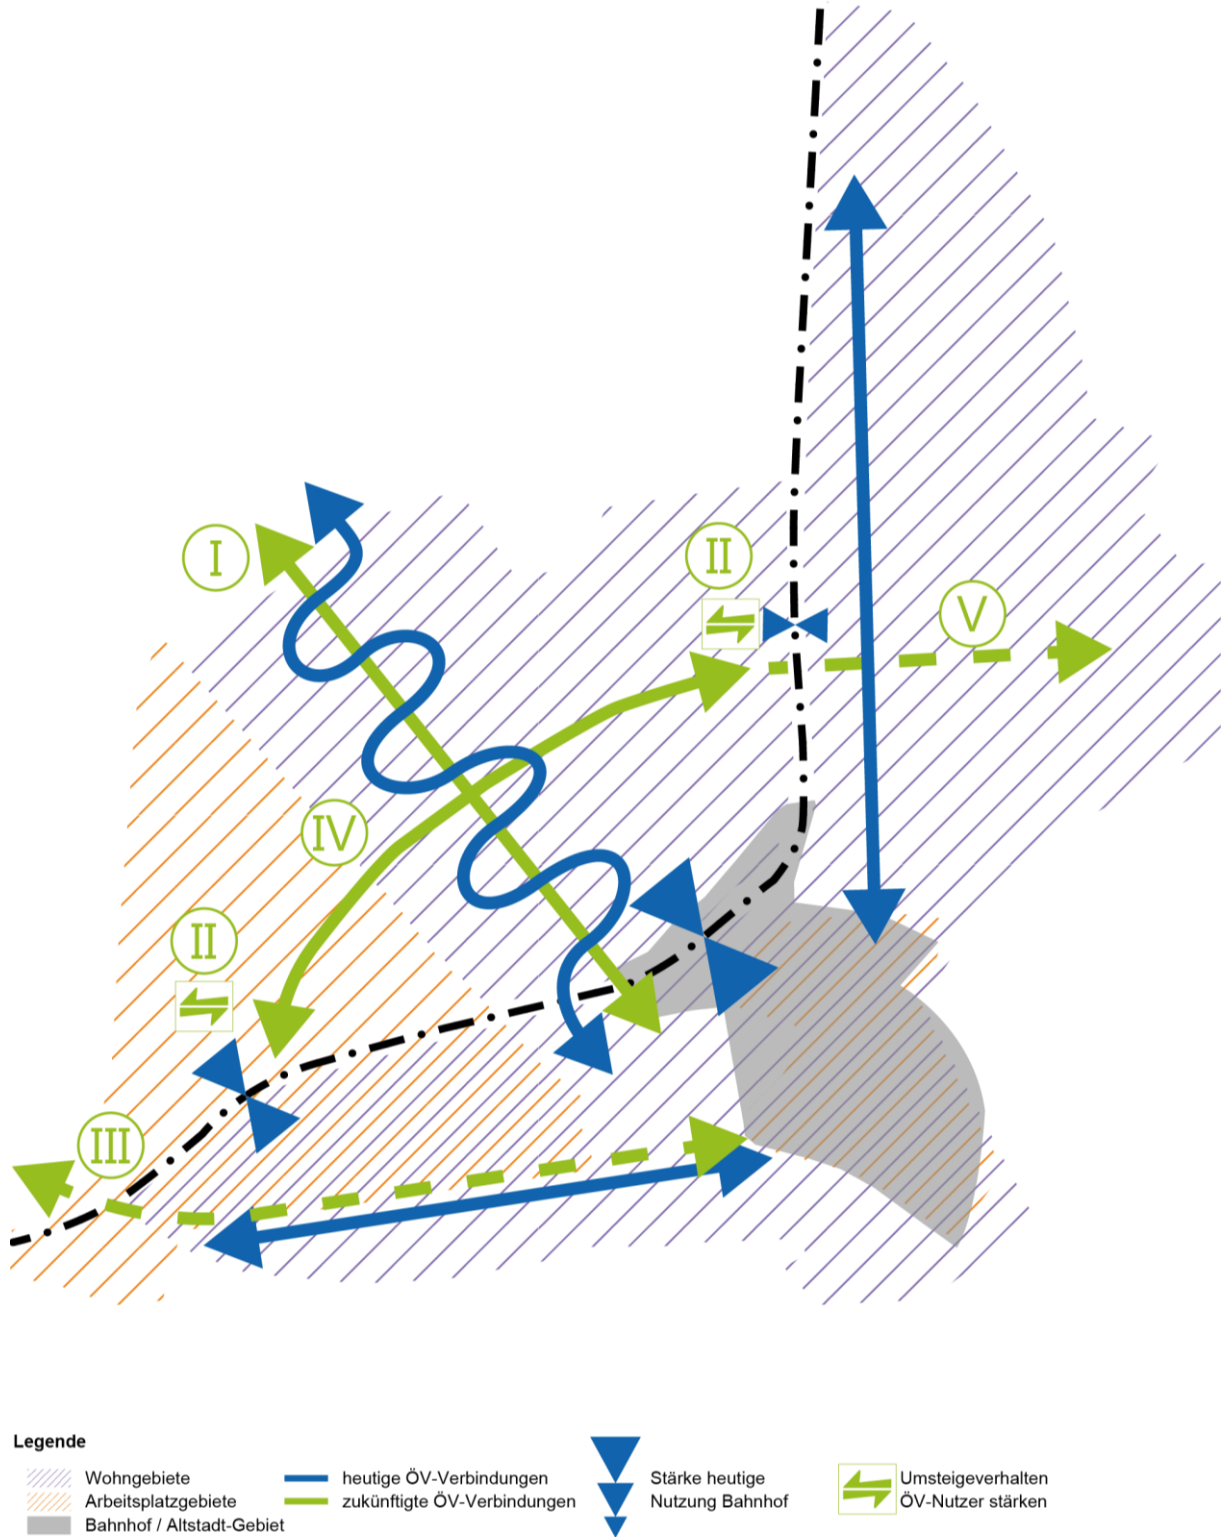 I
II
V
IV
II
III
Legende
Wohngebiete
Arbeitsplatzgebiete
Bahnhof / Altstadt-Gebiet
heutige ÖV-Verbindungen
zukünftigte ÖV-Verbindungen
Stärke heutige
Nutzung Bahnhof
Umsteigeverhalten
ÖV-Nutzer stärken